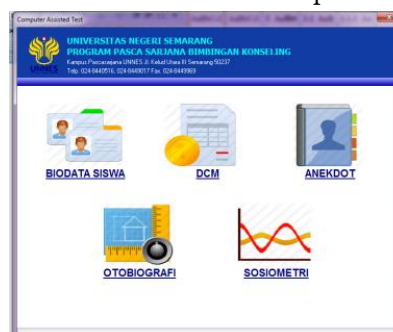 Computer Assisted Test
UNIVERSITAS NEGERI SEMARANG
PROGRAM PASCA SARJANA BIMBINGAN KONSELING
Kampus Pascasarjana UNNES Jl. Kelud Utara III Semarang 50237
Telp. 024-8440516, 024-8449017 Fax. 024-8449969
UNNES
BIODATA SISWA
DCM
ANEKDOT
OTOBIOGRAFI
SOSIOMETRI